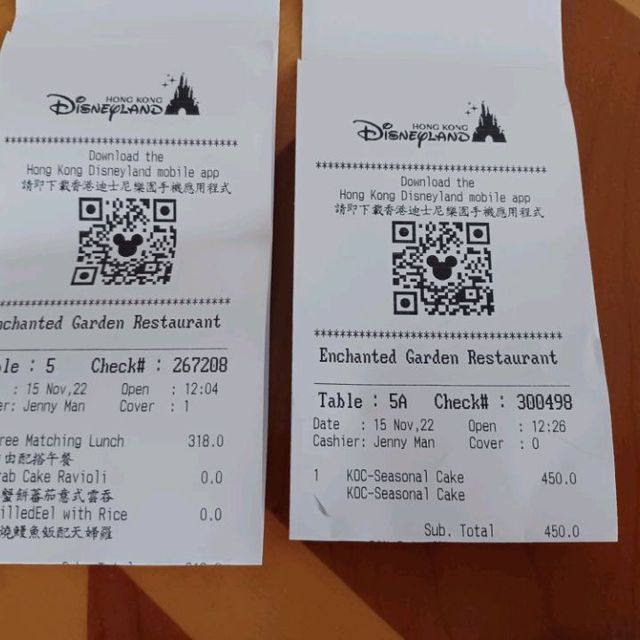 HONG KONG
DISNEYLAND
****************************
Download the
Hong Kong Disneyland mobile app
請即下載香港迪士尼樂園手機應用程式
****************************
nchanted Garden Restaurant
ble : 5 Check# : 267208
: 15 Nov,22 Open : 12:04
er: Jenny Man Cover : 1
ree Matching Lunch 318.0
由配搭午餐
rab Cake Ravioli 0.0
蟹餅蕃茄意式雲吞
illedEel with Rice 0.0
燒鰻魚飯配天婦羅
HONG KONG
DISNEYLAND
****************************
Download the
Hong Kong Disneyland mobile app
請即下載香港迪士尼樂園手機應用程式
****************************
Enchanted Garden Restaurant
Table : 5A Check# : 300498
Date : 15 Nov,22 Open : 12:26
Cashier: Jenny Man Cover : 0
1 KOC-Seasonal Cake 450.0
KOC-Seasonal Cake
Sub. Total 450.0